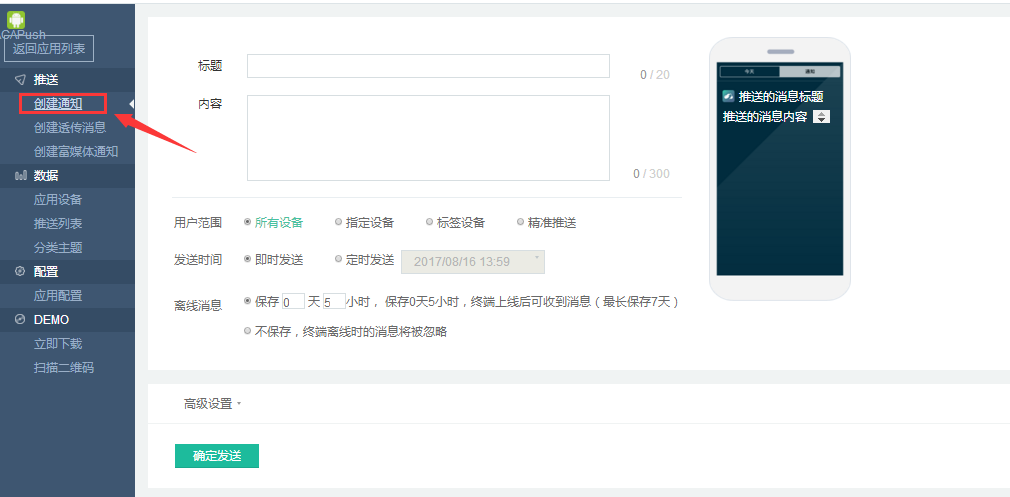 ACAPush
返回应用列表
推送
创建通知
创建透传消息
创建富媒体通知
数据
应用设备
推送列表
分类主题
配置
应用配置
DEMO
立即下载
扫描二维码
标题
0 / 20
内容
0 / 300
用户范围 所有设备 指定设备 标签设备 精准推送
发送时间 即时发送 定时发送 2017/08/16 13:59
离线消息 保存 0 天 5 小时， 保存0天5小时，终端上线后可收到消息（最长保存7天）
不保存，终端离线时的消息将被忽略
高级设置
确定发送
今天 通知
推送的消息标题
推送的消息内容